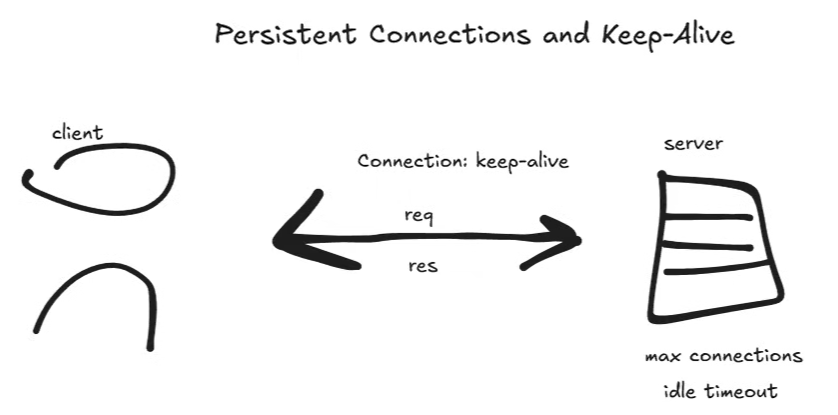 Persistent Connections and Keep-Alive
client
server
Connection: keep-alive
req
res
max connections
idle timeout